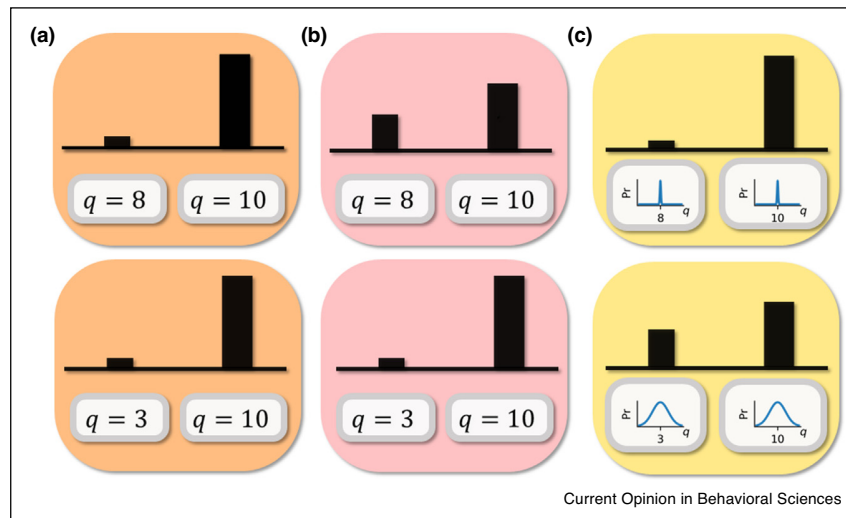 (a)
(b)
(c)
q = 8
q = 10
q = 8
q = 10
Pr
8
q
Pr
10
q
q = 3
q = 10
q = 3
q = 10
Pr
3
q
Pr
10
q
Current Opinion in Behavioral Sciences